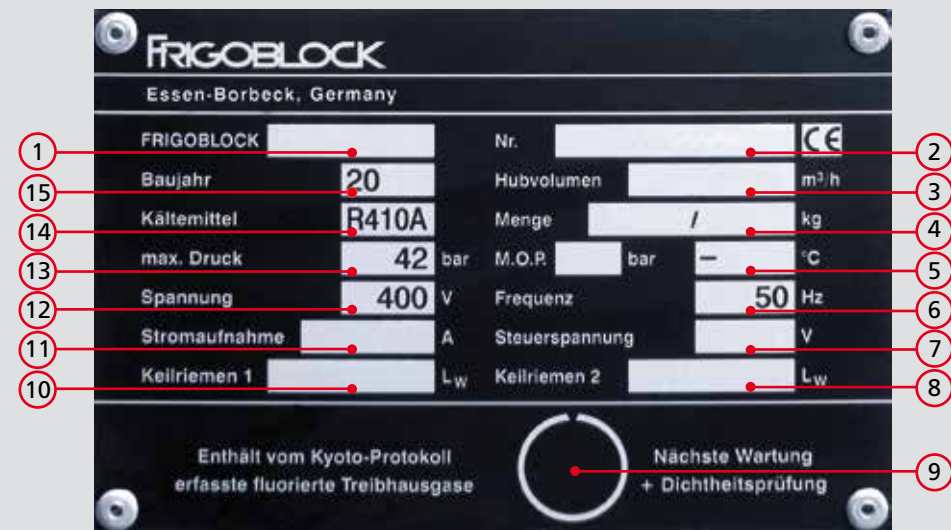 FRIGOBLOCK
Essen-Borbeck, Germany
1 FRIGOBLOCK Nr. CE 2
15 Baujahr 20 Hubvolumen m³/h 3
14 Kältemittel R410A Menge / kg 4
13 max. Druck 42 bar M.O.P. bar – °C 5
12 Spannung 400 V Frequenz 50 Hz 6
11 Stromaufnahme A Steuerspannung V 7
10 Keilriemen 1 LW Keilriemen 2 LW 8
Enthält vom Kyoto-Protokoll Nächste Wartung
erfasste fluorierte Treibhausgase + Dichtheitsprüfung 9